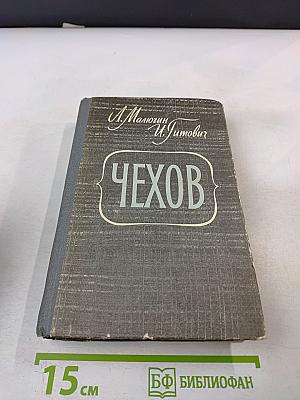 Л. Малюгин
И. Гитович
ЧЕХОВ
15 см
БФ БИБЛИОФАН